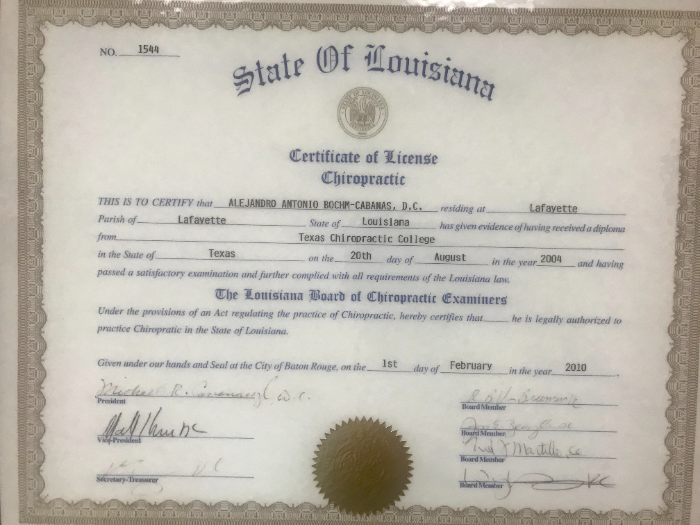 NO. 1544
State Of Louisiana
Certificate of License
Chiropractic
THIS IS TO CERTIFY that ALEJANDRO ANTONIO BOCHM-CABANAS, D.C. residing at Lafayette
Parish of Lafayette State of Louisiana has given evidence of having received a diploma
from Texas Chiropractic College
in the State of Texas on the 20th day of August in the year 2004 and having
passed a satisfactory examination and further complied with all requirements of the Louisiana law.
The Louisiana Board of Chiropractic Examiners
Under the provisions of an Act regulating the practice of Chiropractic, hereby certifies that he is legally authorized to
practice Chiropratic in the State of Louisiana.
Given under our hands and Seal at the City of Baton Rouge, on the 1st day of February in the year 2010
Michael R. Cavanaugh D.C.
President
Board Member
Vice-President
Board Member
Board Member
Secretary-Treasurer
Board Member